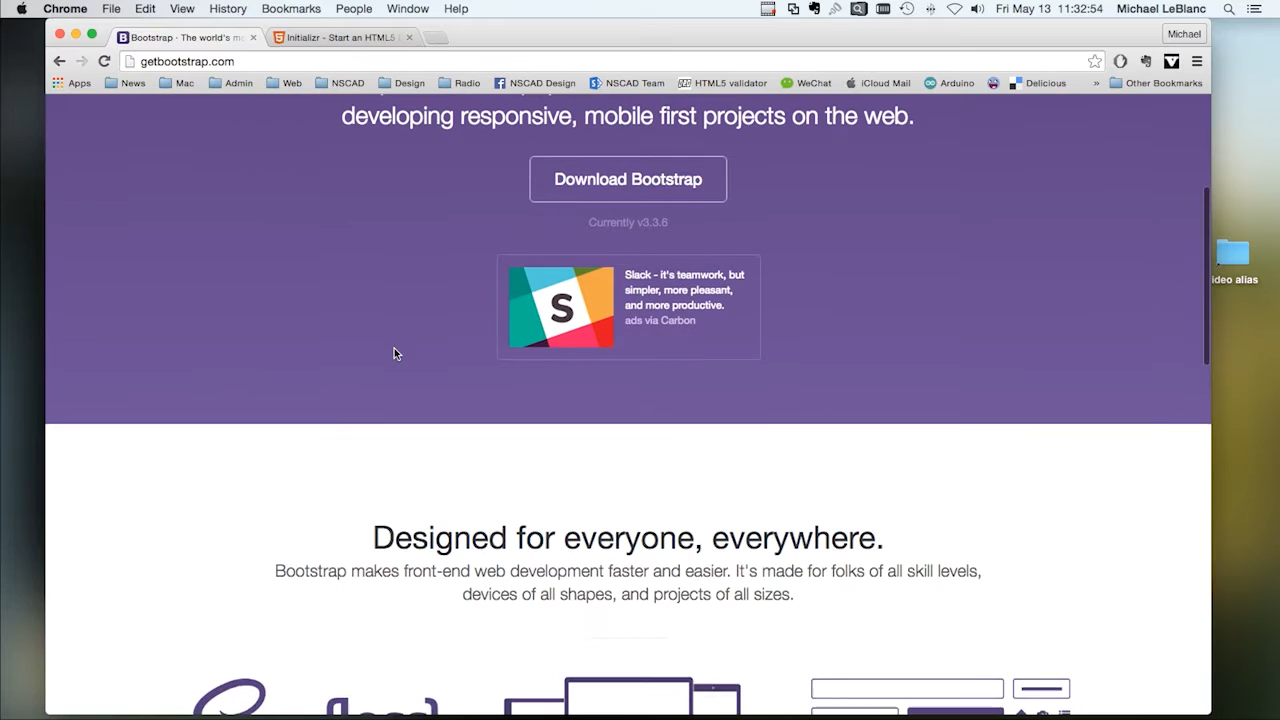 Chrome File Edit View History Bookmarks People Window Help Fri May 13 11:32:54 Michael LeBlanc
Bootstrap · The world's m Initializr - Start an HTML5 Michael
getbootstrap.com
Apps News Mac Admin Web NSCAD Design Radio NSCAD Design NSCAD Team HTML5 validator WeChat iCloud Mail Arduino Delicious » Other Bookmarks
developing responsive, mobile first projects on the web.
Download Bootstrap
Currently v3.3.6
S
Slack - it's teamwork, but
simpler, more pleasant,
and more productive.
ads via Carbon
ideo alias
Designed for everyone, everywhere.
Bootstrap makes front-end web development faster and easier. It's made for folks of all skill levels,
devices of all shapes, and projects of all sizes.